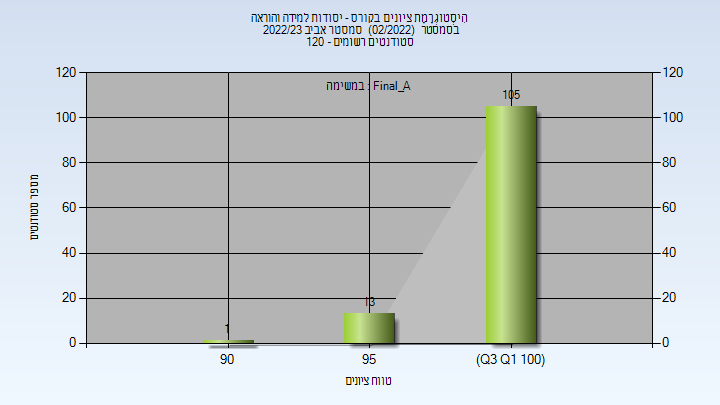 היסטוגרמת ציונים בקורס - יסודות למידה והוראה
בסמסטר (02/2022) סמסטר אביב 2022/23
סטודנטים רשומים - 120
במשימה : Final_A
מספר סטודנטים
120 120
100 100
80 80
60 60
40 40
20 20
0 0
1
13
105
90 95 (Q3 Q1 100)
טווח ציונים